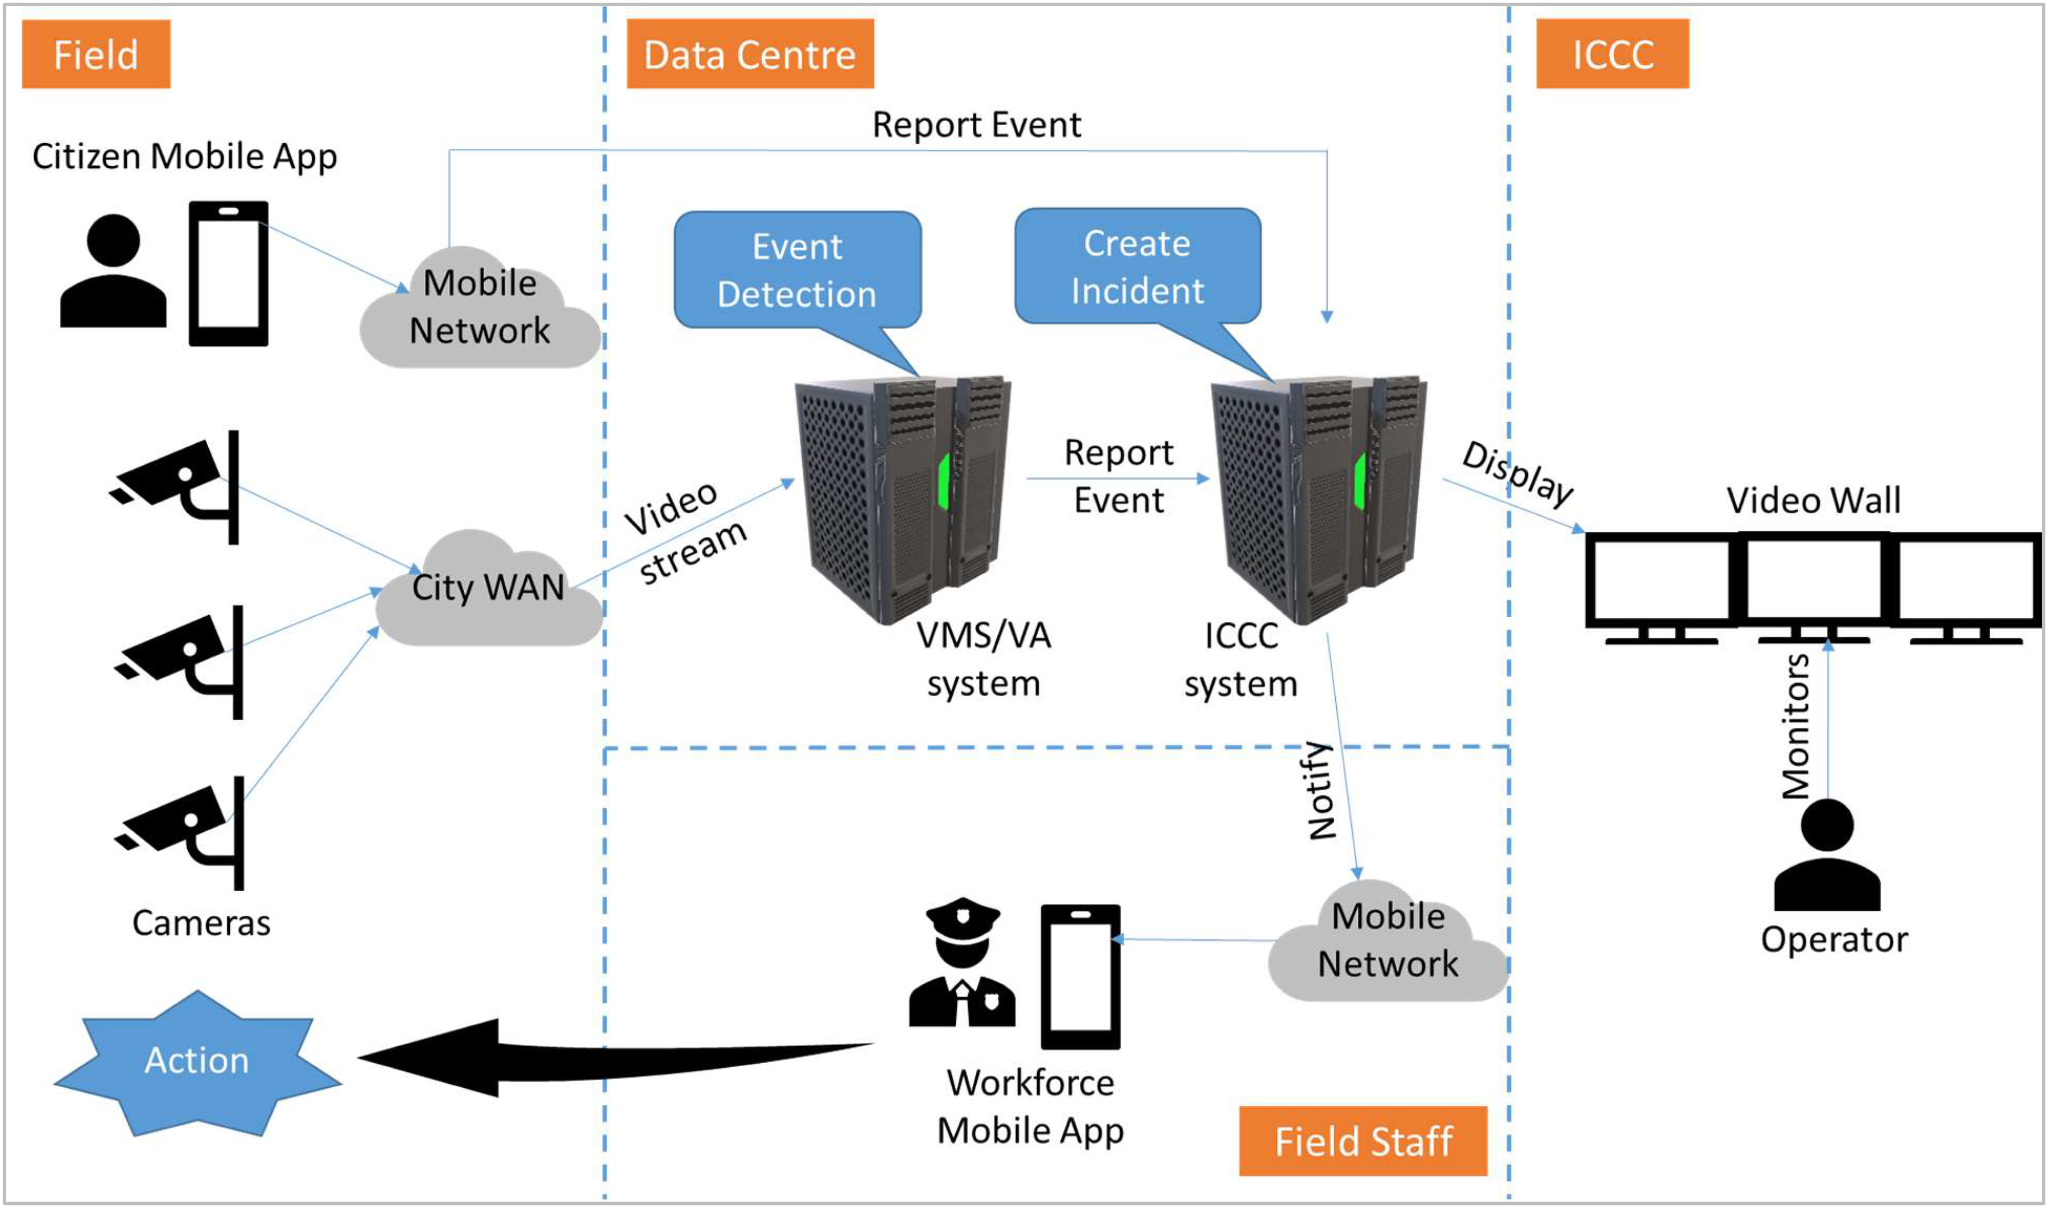 Field
Data Centre
ICCC
Report Event
Citizen Mobile App
Mobile
Network
Event
Detection
Create
Incident
Video
stream
Report
Event
Display
Video Wall
City WAN
VMS/VA
system
ICCC
system
Monitors
Notify
Cameras
Mobile
Network
Operator
Action
Workforce
Mobile App
Field Staff